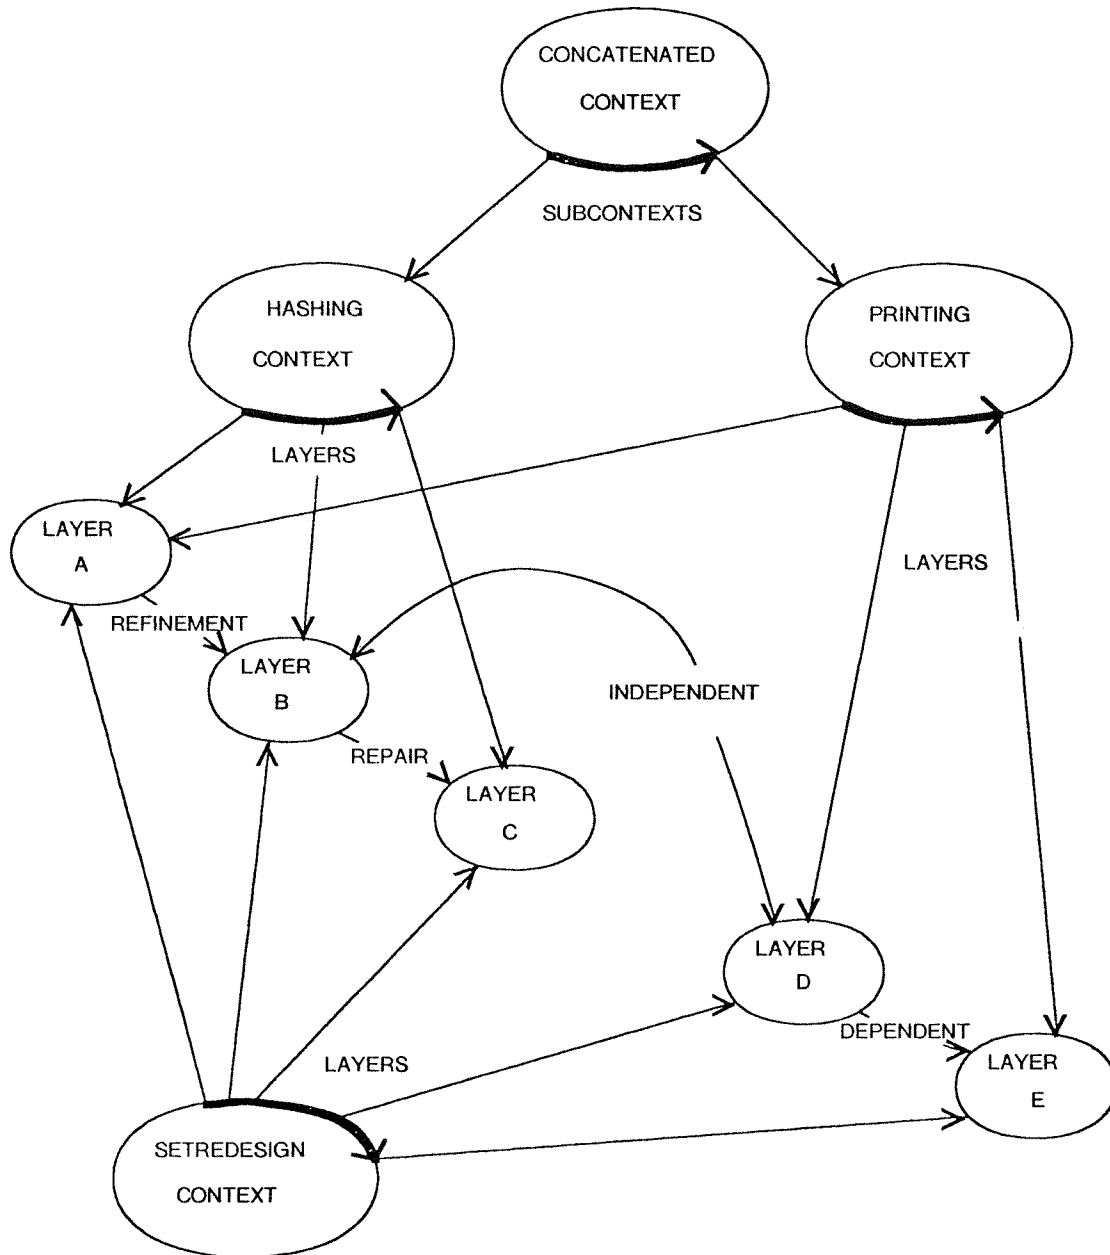 CONCATENATED
CONTEXT
SUBCONTEXTS
HASHING
CONTEXT
PRINTING
CONTEXT
LAYERS
LAYER
A
LAYERS
REFINEMENT
LAYER
B
INDEPENDENT
REPAIR
LAYER
C
LAYER
D
DEPENDENT
LAYERS
LAYER
E
SETREDESIGN
CONTEXT